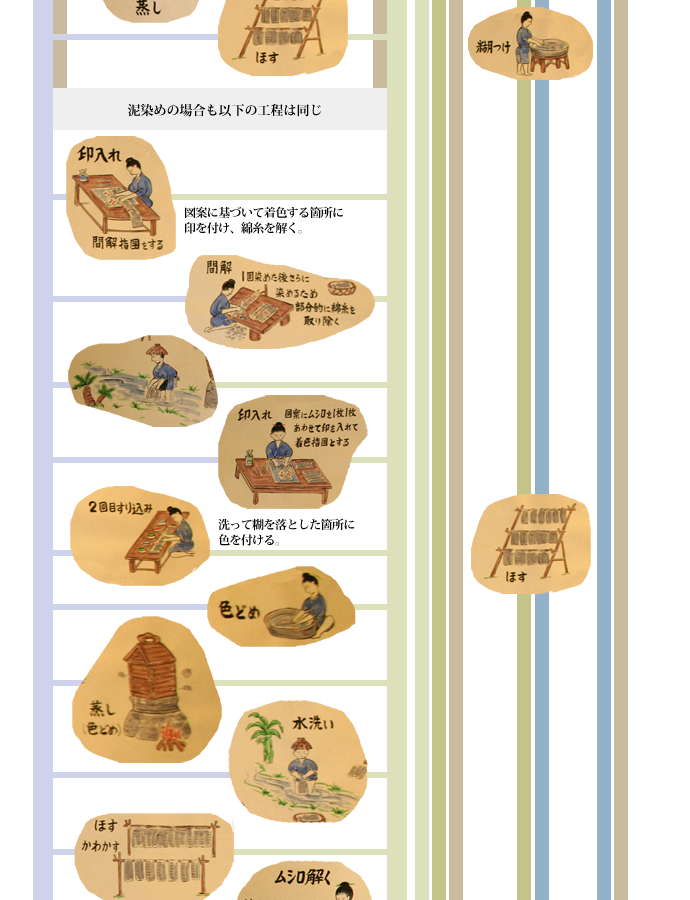 蒸し
ほす
糊つけ
泥染めの場合も以下の工程は同じ
印入れ
間解指図をする
図案に基づいて着色する箇所に
印を付け、綿糸を解く。
間解
1回染めた後さらに
染めるため
部分的に綿糸を
取り除く
印入れ
図案にムシロを1枚1枚
あわせて印を入れて
着色指図とする
2回目すり込み
洗って糊を落とした箇所に
色を付ける。
ほす
色どめ
蒸し
(色どめ)
水洗い
ほす
かわかす
ムシロ解く